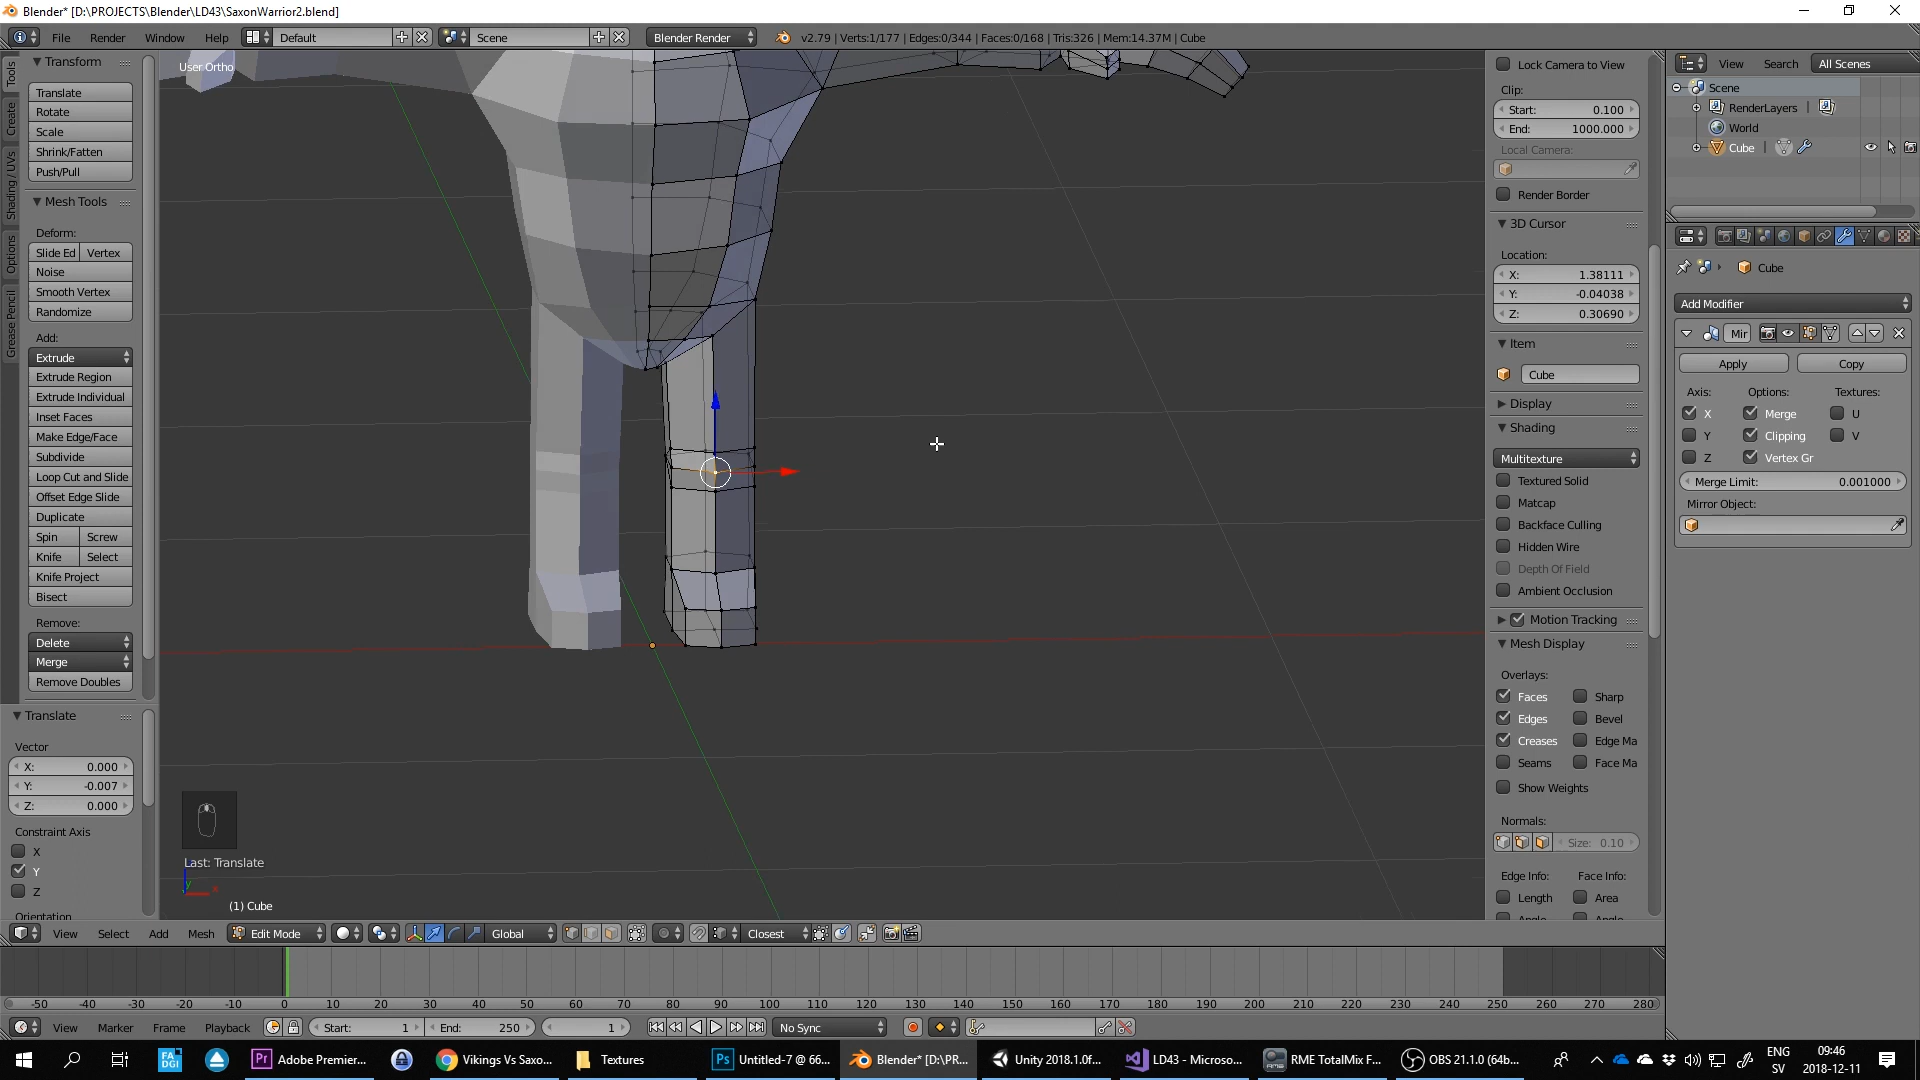 Blender* [D:\PROJECTS\Blender\LD43\SaxonWarrior2.blend]
File Render Window Help Default Scene Blender Render v2.79 | Verts:1/177 | Edges:0/344 | Faces:0/168 | Tris:326 | Mem:14.37M | Cube
Tools
Create
Shading / UVs
Options
Grease Pencil
Transform
Translate
Rotate
Scale
Shrink/Fatten
Push/Pull
Mesh Tools
Deform:
Slide Ed Vertex
Noise
Smooth Vertex
Randomize
Add:
Extrude
Extrude Region
Extrude Individual
Inset Faces
Make Edge/Face
Subdivide
Loop Cut and Slide
Offset Edge Slide
Duplicate
Spin Screw
Knife Select
Knife Project
Bisect
Remove:
Delete
Merge
Remove Doubles
Translate
Vector
X: 0.000
Y: -0.007
Z: 0.000
Constraint Axis
X
Y
Z
Orientation
User Ortho
Last: Translate
(1) Cube
Lock Camera to View
Clip:
Start: 0.100
End: 1000.000
Local Camera:
Render Border
3D Cursor
Location:
X: 1.38111
Y: -0.04038
Z: 0.30690
Item
Cube
Display
Shading
Multitexture
Textured Solid
Matcap
Backface Culling
Hidden Wire
Depth Of Field
Ambient Occlusion
Motion Tracking
Mesh Display
Overlays:
Faces Sharp
Edges Bevel
Creases Edge Ma
Seams Face Ma
Show Weights
Normals:
Size: 0.10
Edge Info: Face Info:
Length Area
Angle Angle
View Search All Scenes
Scene
RenderLayers |
World
Cube |
Cube
Add Modifier
Mir
Apply Copy
Axis: Options: Textures:
X Merge U
Y Clipping V
Z Vertex Gr
Merge Limit: 0.001000
Mirror Object:
View Select Add Mesh Edit Mode Global Closest
-50 -40 -30 -20 -10 0 10 20 30 40 50 60 70 80 90 100 110 120 130 140 150 160 170 180 190 200 210 220 230 240 250 260 270 280
View Marker Frame Playback Start: 1 End: 250 1 No Sync
FA DGI
Pr Adobe Premier... Vikings Vs Saxo... Textures Ps Untitled-7 @ 66... Blender* [D:\PR... Unity 2018.1.0f... LD43 - Microso... RME TotalMix F... OBS 21.1.0 (64b...
ENG
SV
09:46
2018-12-11